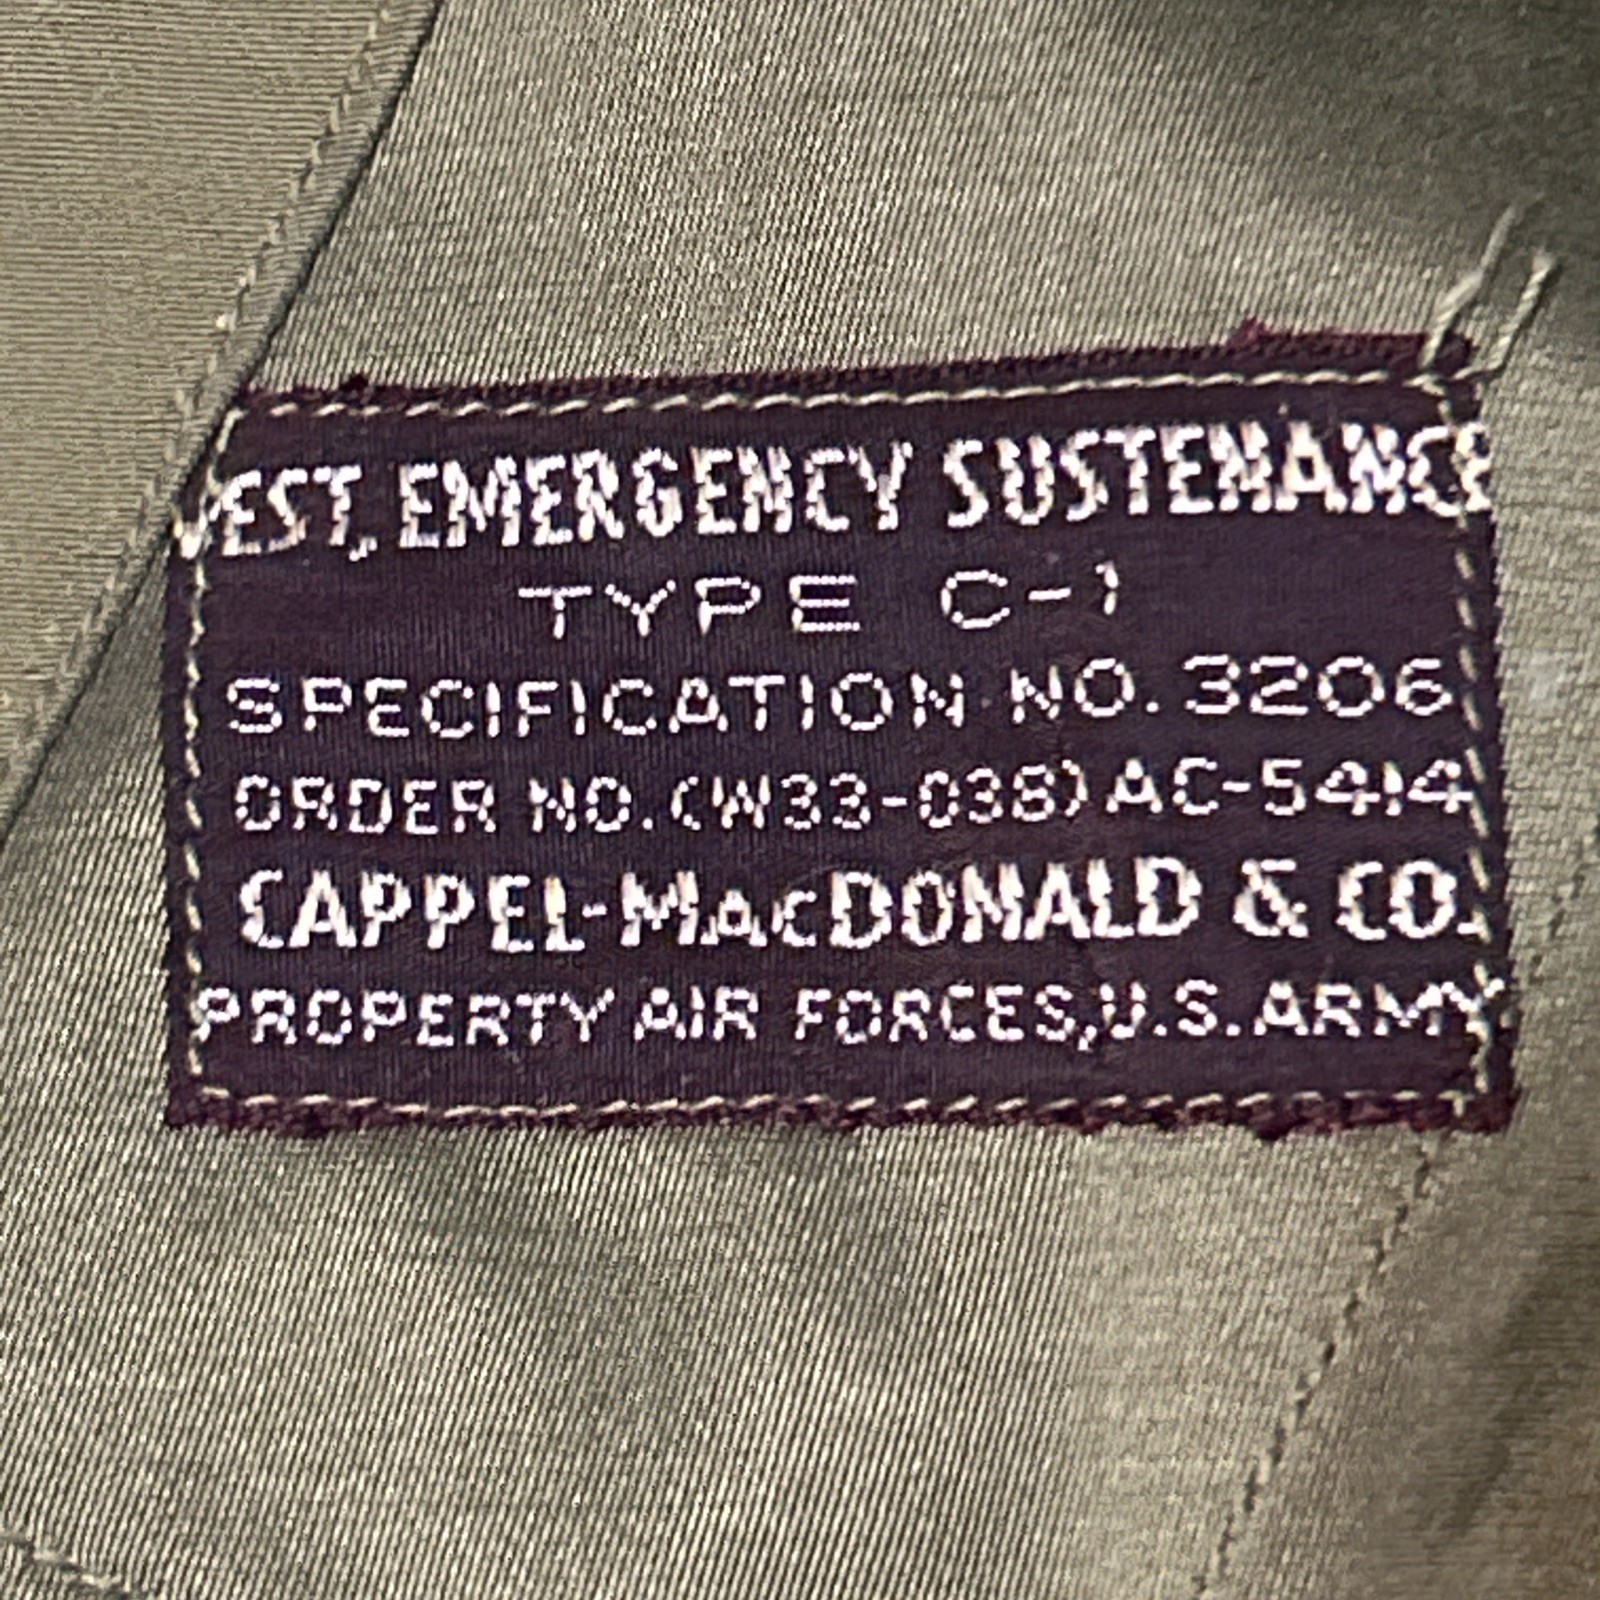 VEST, EMERGENCY SUSTENANCE
TYPE C-1
SPECIFICATION NO. 3206
ORDER NO. (W33-038) AC-5414
CAPPEL-MacDONALD & CO.
PROPERTY AIR FORCES, U.S. ARMY